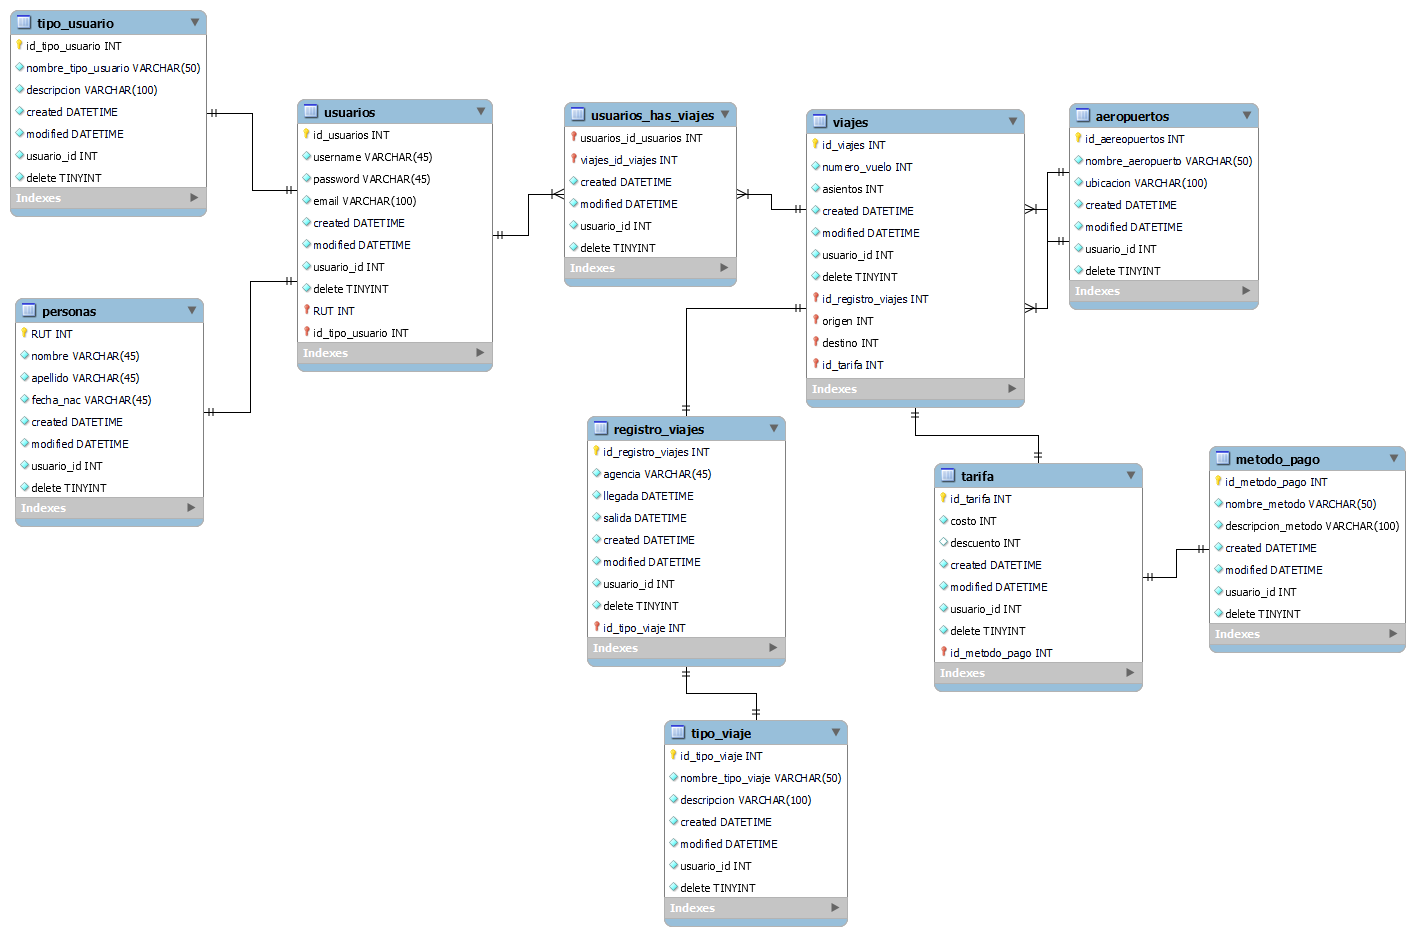 tipo_usuario
id_tipo_usuario INT
nombre_tipo_usuario VARCHAR(50)
descripcion VARCHAR(100)
created DATETIME
modified DATETIME
usuario_id INT
delete TINYINT
Indexes
personas
RUT INT
nombre VARCHAR(45)
apellido VARCHAR(45)
fecha_nac VARCHAR(45)
created DATETIME
modified DATETIME
usuario_id INT
delete TINYINT
Indexes
usuarios
id_usuarios INT
username VARCHAR(45)
password VARCHAR(45)
email VARCHAR(100)
created DATETIME
modified DATETIME
usuario_id INT
delete TINYINT
RUT INT
id_tipo_usuario INT
Indexes
usuarios_has_viajes
usuarios_id_usuarios INT
viajes_id_viajes INT
created DATETIME
modified DATETIME
usuario_id INT
delete TINYINT
Indexes
viajes
id_viajes INT
numero_vuelo INT
asientos INT
created DATETIME
modified DATETIME
usuario_id INT
delete TINYINT
id_registro_viajes INT
origen INT
destino INT
id_tarifa INT
Indexes
aeropuertos
id_aereopuertos INT
nombre_aeropuerto VARCHAR(50)
ubicacion VARCHAR(100)
created DATETIME
modified DATETIME
usuario_id INT
delete TINYINT
Indexes
registro_viajes
id_registro_viajes INT
agencia VARCHAR(45)
llegada DATETIME
salida DATETIME
created DATETIME
modified DATETIME
usuario_id INT
delete TINYINT
id_tipo_viaje INT
Indexes
tarifa
id_tarifa INT
costo INT
descuento INT
created DATETIME
modified DATETIME
usuario_id INT
delete TINYINT
id_metodo_pago INT
Indexes
metodo_pago
id_metodo_pago INT
nombre_metodo VARCHAR(50)
descripcion_metodo VARCHAR(100)
created DATETIME
modified DATETIME
usuario_id INT
delete TINYINT
Indexes
tipo_viaje
id_tipo_viaje INT
nombre_tipo_viaje VARCHAR(50)
descripcion VARCHAR(100)
created DATETIME
modified DATETIME
usuario_id INT
delete TINYINT
Indexes